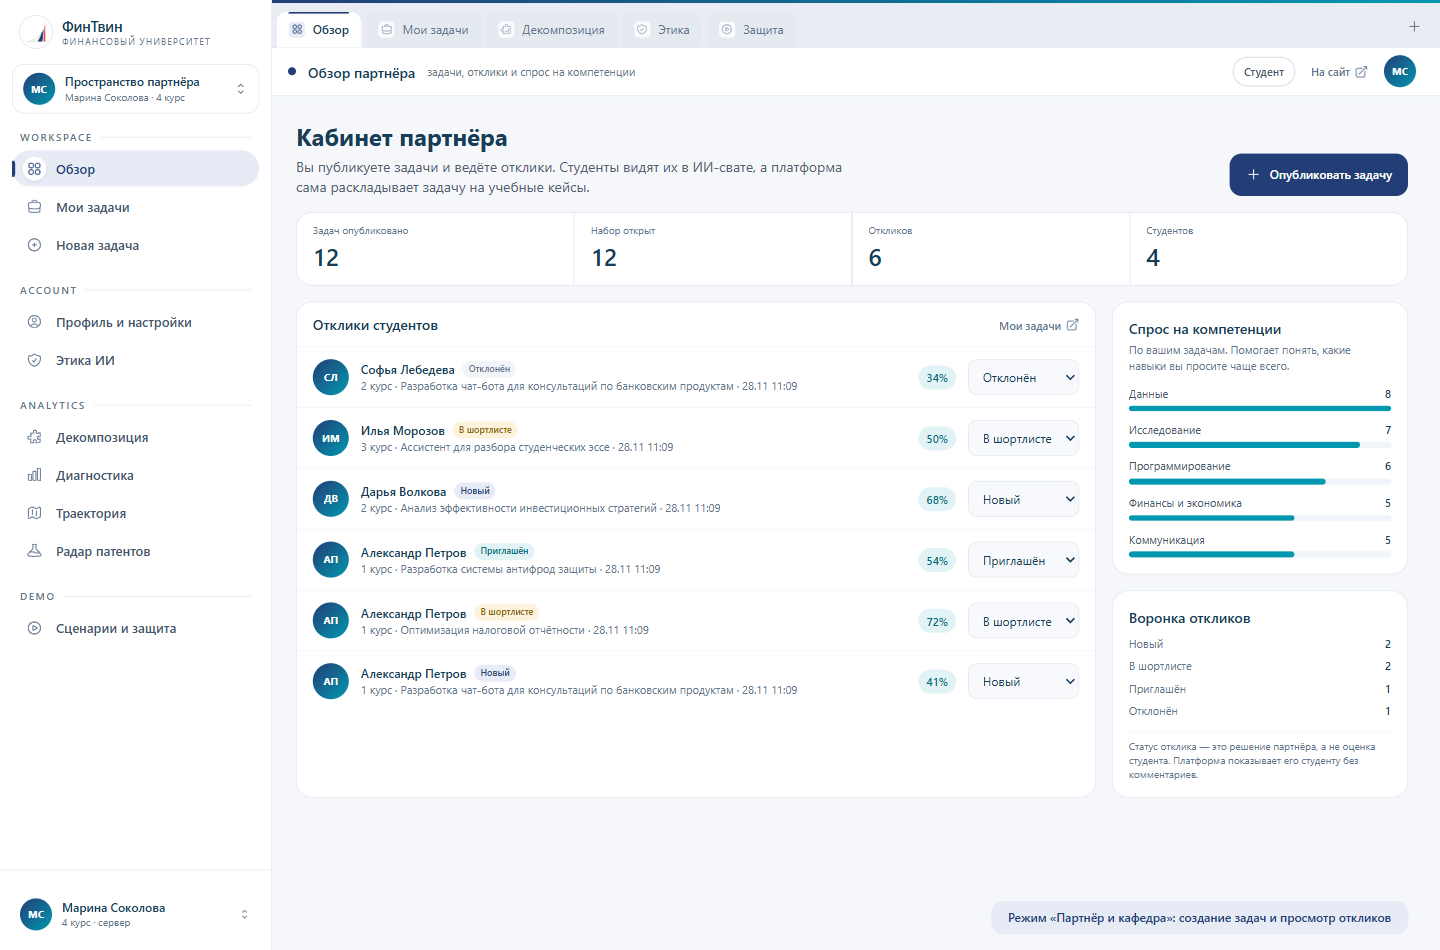 ФинТвин
ФИНАНСОВЫЙ УНИВЕРСИТЕТ
МС
Пространство партнёра
Марина Соколова · 4 курс
WORKSPACE
Обзор
Мои задачи
Новая задача
ACCOUNT
Профиль и настройки
Этика ИИ
ANALYTICS
Декомпозиция
Диагностика
Траектория
Радар патентов
DEMO
Сценарии и защита
МС
Марина Соколова
4 курс · сервер
Обзор
Мои задачи
Декомпозиция
Этика
Защита
Обзор партнёра
задачи, отклики и спрос на компетенции
Студент
На сайт
МС
Кабинет партнёра
Вы публикуете задачи и ведёте отклики. Студенты видят их в ИИ-свате, а платформа
сама раскладывает задачу на учебные кейсы.
Опубликовать задачу
Задач опубликовано
12
Набор открыт
12
Откликов
6
Студентов
4
Отклики студентов
Мои задачи
СЛ
Софья Лебедева
Отклонён
2 курс · Разработка чат-бота для консультаций по банковским продуктам · 28.11 11:09
34%
Отклонён
ИМ
Илья Морозов
В шортлисте
3 курс · Ассистент для разбора студенческих эссе · 28.11 11:09
50%
В шортлисте
ДВ
Дарья Волкова
Новый
2 курс · Анализ эффективности инвестиционных стратегий · 28.11 11:09
68%
Новый
АП
Александр Петров
Приглашён
1 курс · Разработка системы антифрод защиты · 28.11 11:09
54%
Приглашён
АП
Александр Петров
В шортлисте
1 курс · Оптимизация налоговой отчётности · 28.11 11:09
72%
В шортлисте
АП
Александр Петров
Новый
1 курс · Разработка чат-бота для консультаций по банковским продуктам · 28.11 11:09
41%
Новый
Спрос на компетенции
По вашим задачам. Помогает понять, какие
навыки вы просите чаще всего.
Данные 8
Исследование 7
Программирование 6
Финансы и экономика 5
Коммуникация 5
Воронка откликов
Новый 2
В шортлисте 2
Приглашён 1
Отклонён 1
Статус отклика — это решение партнёра, а не оценка
студента. Платформа показывает его студенту без
комментариев.
Режим «Партнёр и кафедра»: создание задач и просмотр откликов